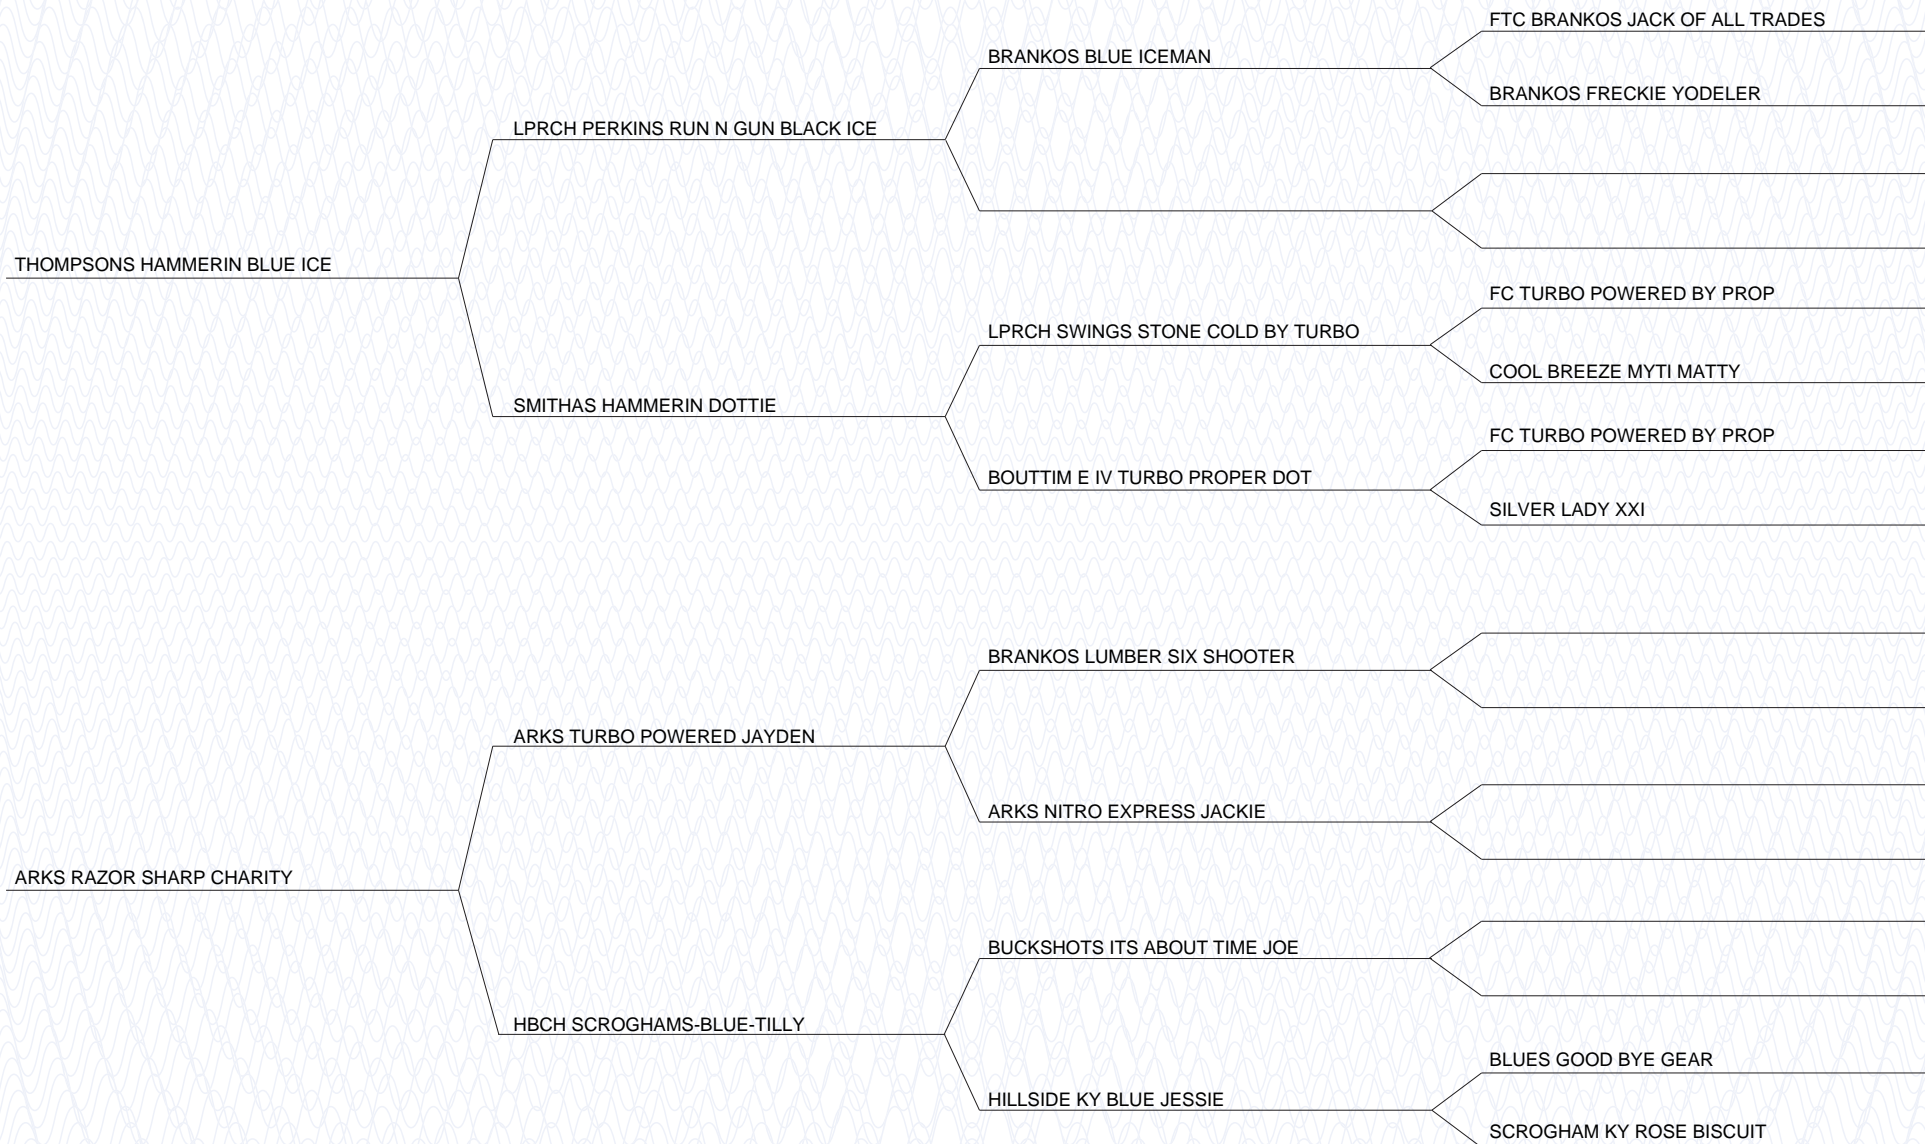 FTC BRANKOS JACK OF ALL TRADES
BRANKOS BLUE ICEMAN
BRANKOS FRECKIE YODELER
LPRCH PERKINS RUN N GUN BLACK ICE
THOMPSONS HAMMERIN BLUE ICE
FC TURBO POWERED BY PROP
LPRCH SWINGS STONE COLD BY TURBO
COOL BREEZE MYTI MATTY
SMITHAS HAMMERIN DOTTIE
FC TURBO POWERED BY PROP
BOUTTIM E IV TURBO PROPER DOT
SILVER LADY XXI
BRANKOS LUMBER SIX SHOOTER
ARKS TURBO POWERED JAYDEN
ARKS NITRO EXPRESS JACKIE
ARKS RAZOR SHARP CHARITY
BUCKSHOTS ITS ABOUT TIME JOE
HBCH SCROGHAMS-BLUE-TILLY
BLUES GOOD BYE GEAR
HILLSIDE KY BLUE JESSIE
SCROGHAM KY ROSE BISCUIT